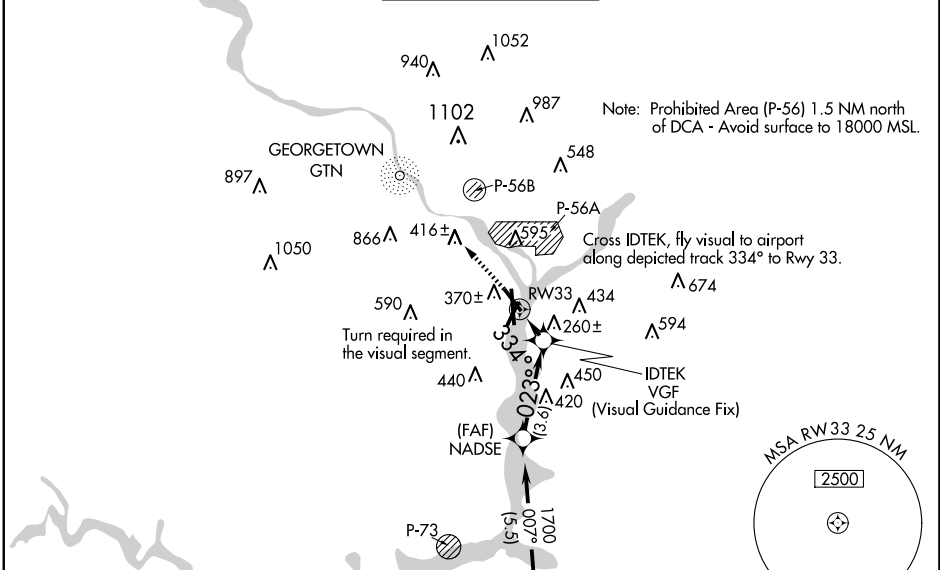 1052
940
987
1102
Note: Prohibited Area (P-56) 1.5 NM north
of DCA - Avoid surface to 18000 MSL.
GEORGETOWN
GTN
548
897
P-56B
P-56A
866
416±
595
Cross IDTEK, fly visual to airport
along depicted track 334° to Rwy 33.
1050
674
370±
RW33
434
590
260±
594
Turn required in
the visual segment.
334°
440
450
IDTEK
VGF
(Visual Guidance Fix)
023°
(3.6)
420
(FAF)
NADSE
MSA RW33 25 NM
2500
1700
007°
(5.5)
P-73